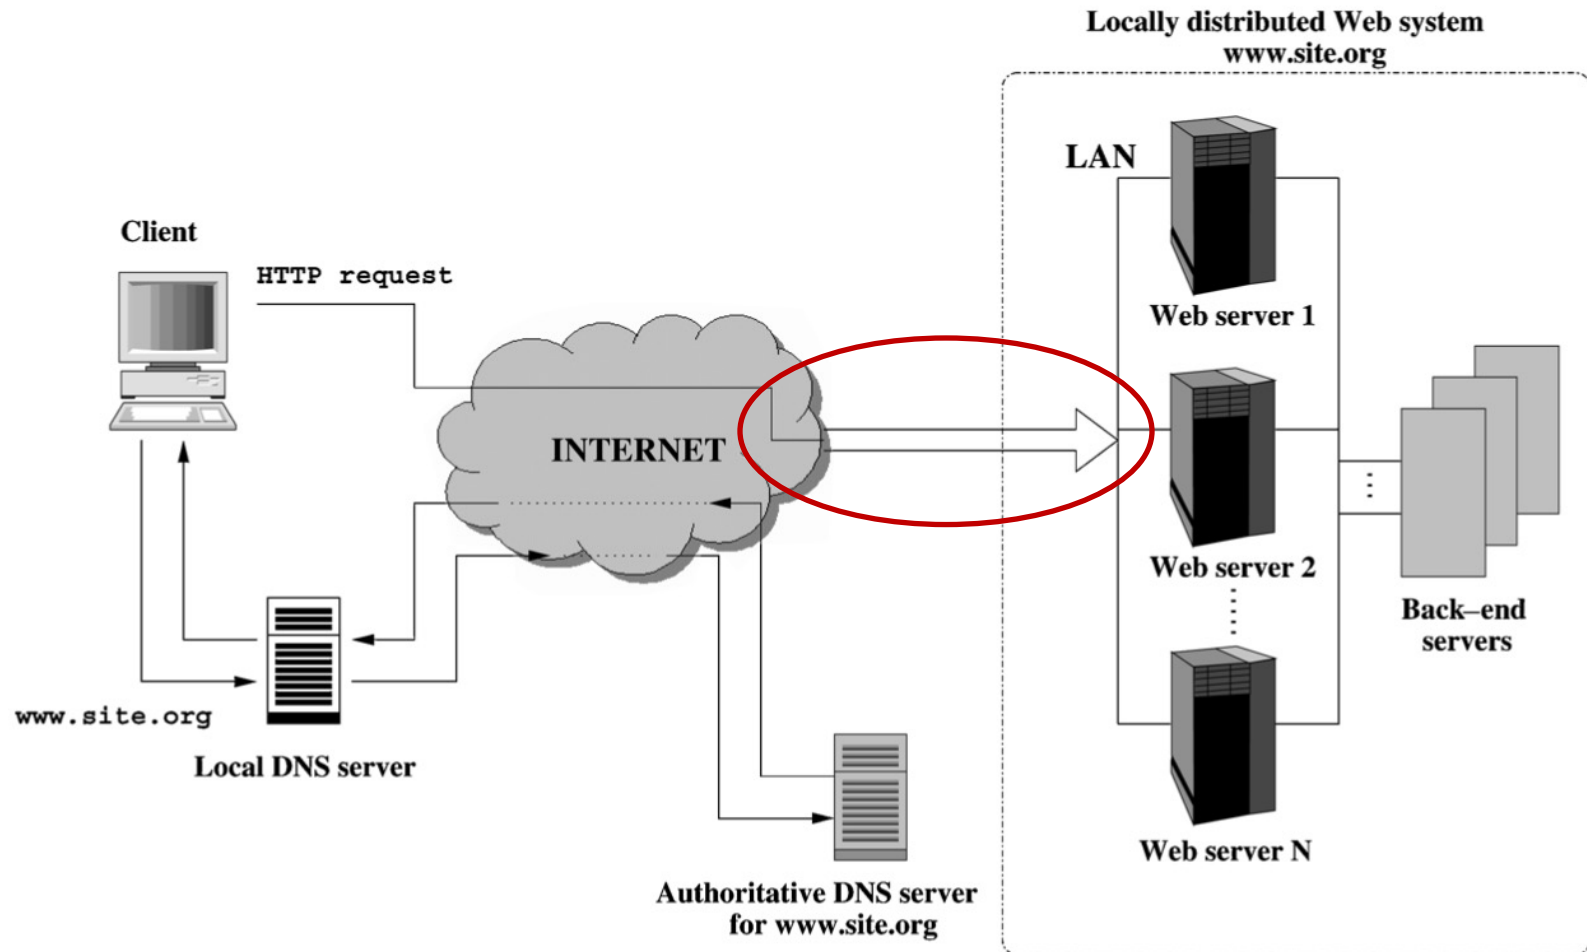 Locally distributed Web system
www.site.org
LAN
Client
HTTP request
Web server 1
INTERNET
Web server 2
Back–end
servers
www.site.org
Local DNS server
Web server N
Authoritative DNS server
for www.site.org